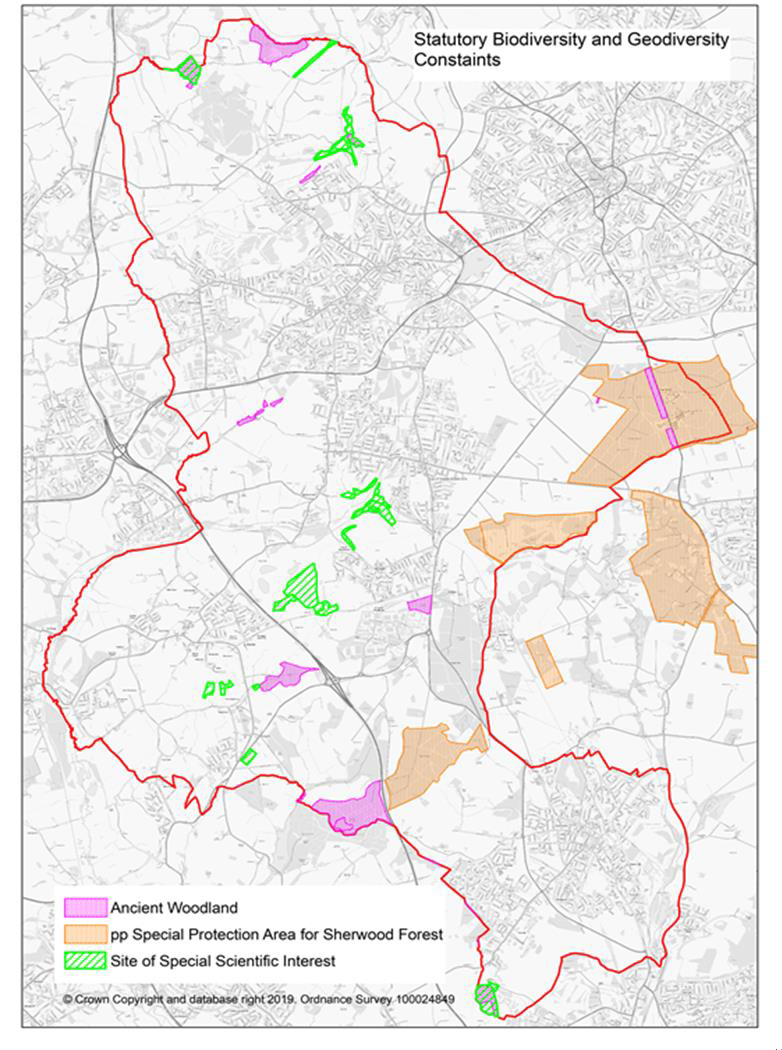 Statutory Biodiversity and Geodiversity
Constaints
Ancient Woodland
pp Special Protection Area for Sherwood Forest
Site of Special Scientific Interest
© Crown Copyright and database right 2019. Ordnance Survey 100024849